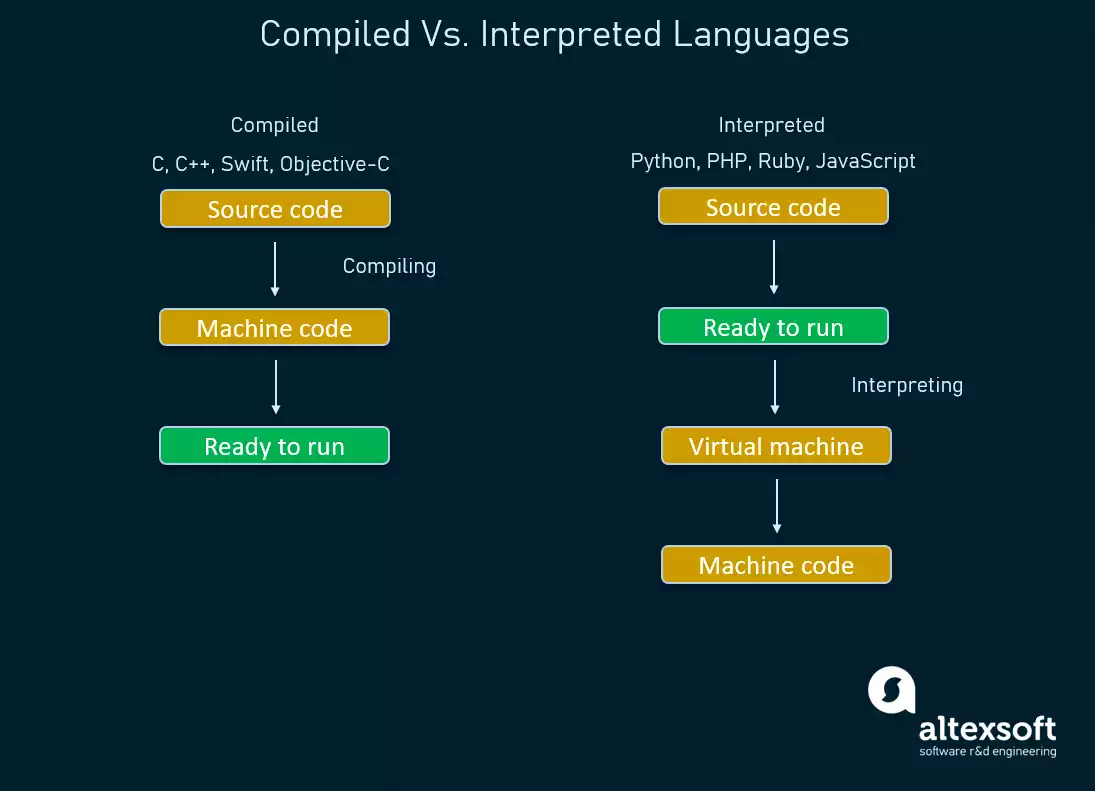 Compiled Vs. Interpreted Languages
Compiled
C, C++, Swift, Objective-C
Source code
Compiling
Machine code
Ready to run
Interpreted
Python, PHP, Ruby, JavaScript
Source code
Ready to run
Interpreting
Virtual machine
Machine code
altexsoft
software r&d engineering